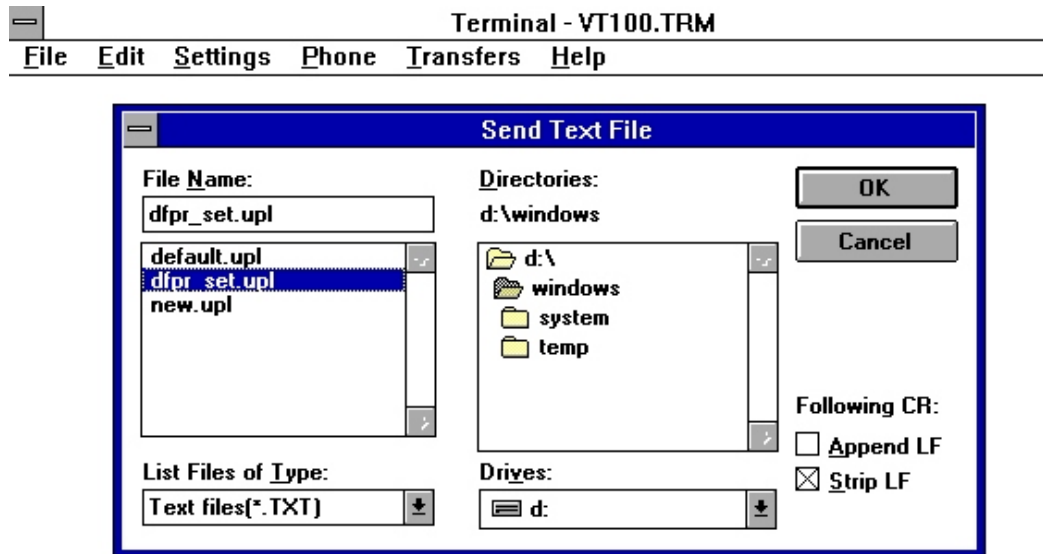 Terminal - VT100.TRM
File Edit Settings Phone Transfers Help
Send Text File
File Name:
dfpr_set.upl
default.upl
dfpr_set.upl
new.upl
List Files of Type:
Text files(*.TXT)
Directories:
d:\windows
d:\
windows
system
temp
Drives:
d:
OK
Cancel
Following CR:
Append LF
Strip LF